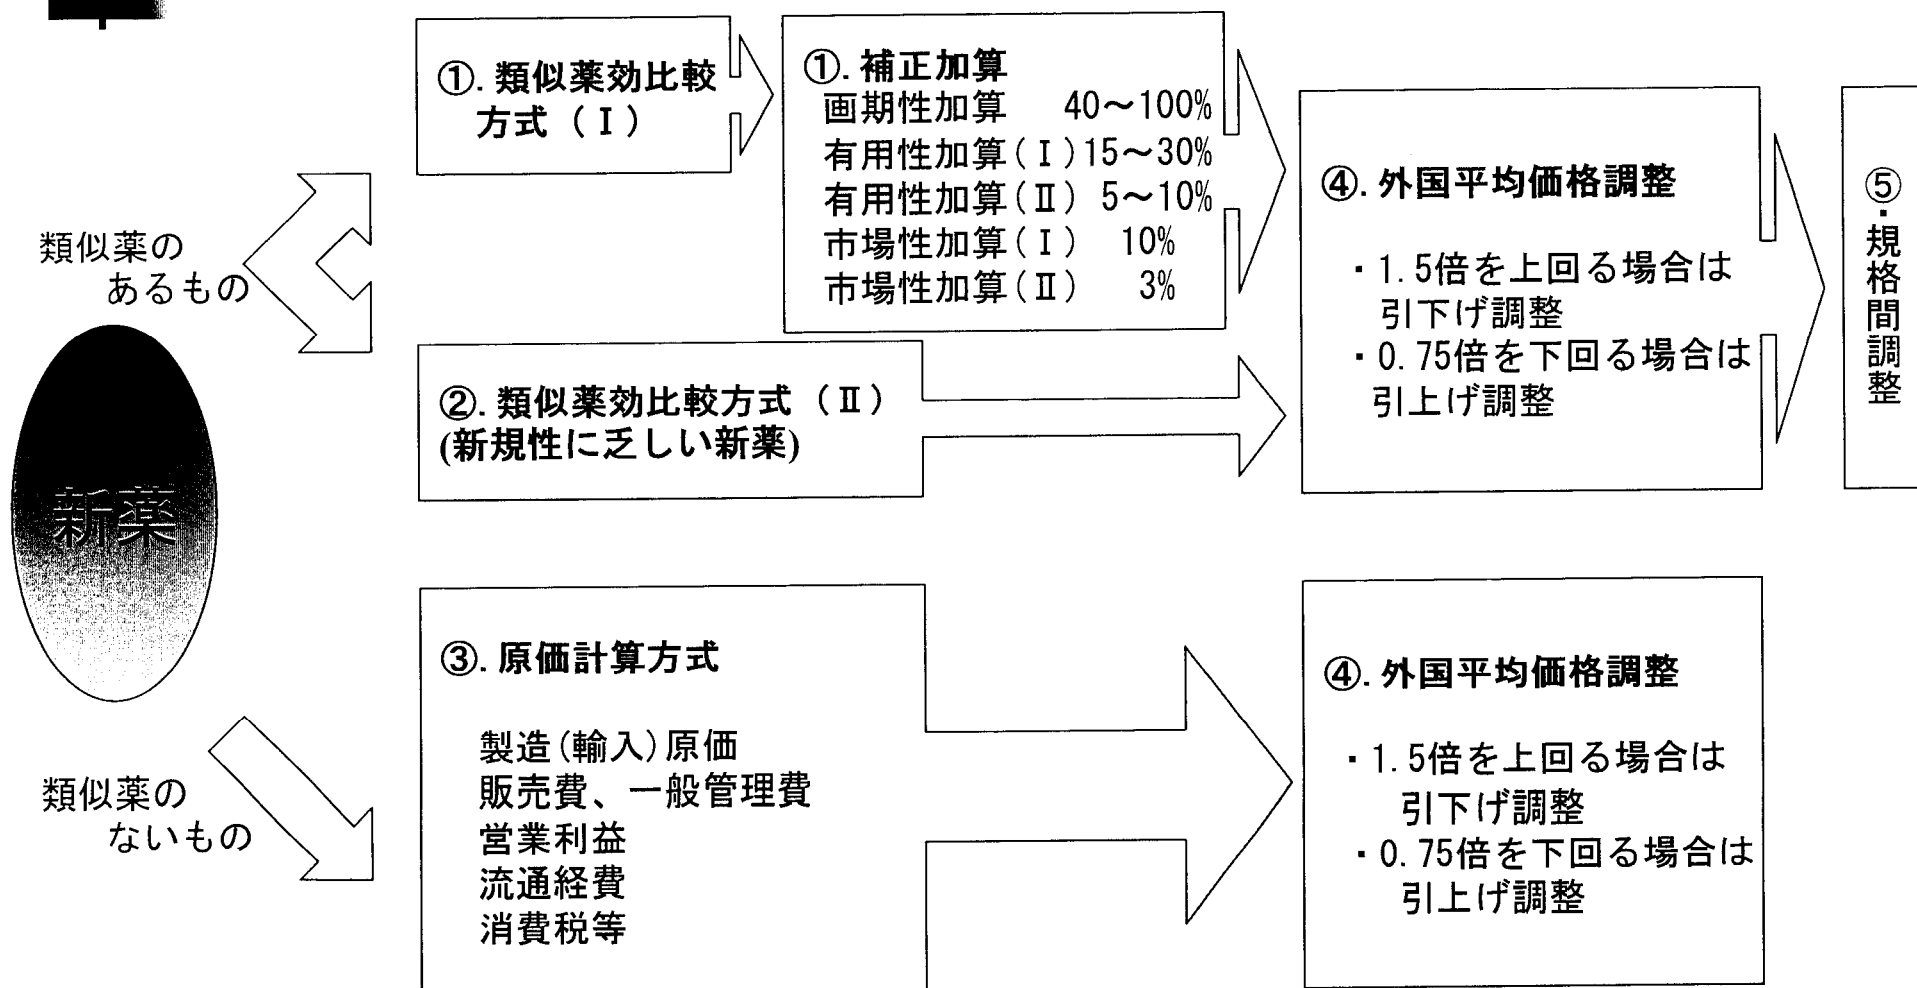 新薬
類似薬の
あるもの
①. 類似薬効比較
方式（Ⅰ）
①. 補正加算
画期性加算 40～100%
有用性加算(Ⅰ)15～30%
有用性加算(Ⅱ) 5～10%
市場性加算(Ⅰ) 10%
市場性加算(Ⅱ) 3%
②. 類似薬効比較方式（Ⅱ）
(新規性に乏しい新薬)
④. 外国平均価格調整
・1.5倍を上回る場合は
引下げ調整
・0.75倍を下回る場合は
引上げ調整
⑤・規格間調整
類似薬の
ないもの
③. 原価計算方式
製造(輸入)原価
販売費、一般管理費
営業利益
流通経費
消費税等
④. 外国平均価格調整
・1.5倍を上回る場合は
引下げ調整
・0.75倍を下回る場合は
引上げ調整